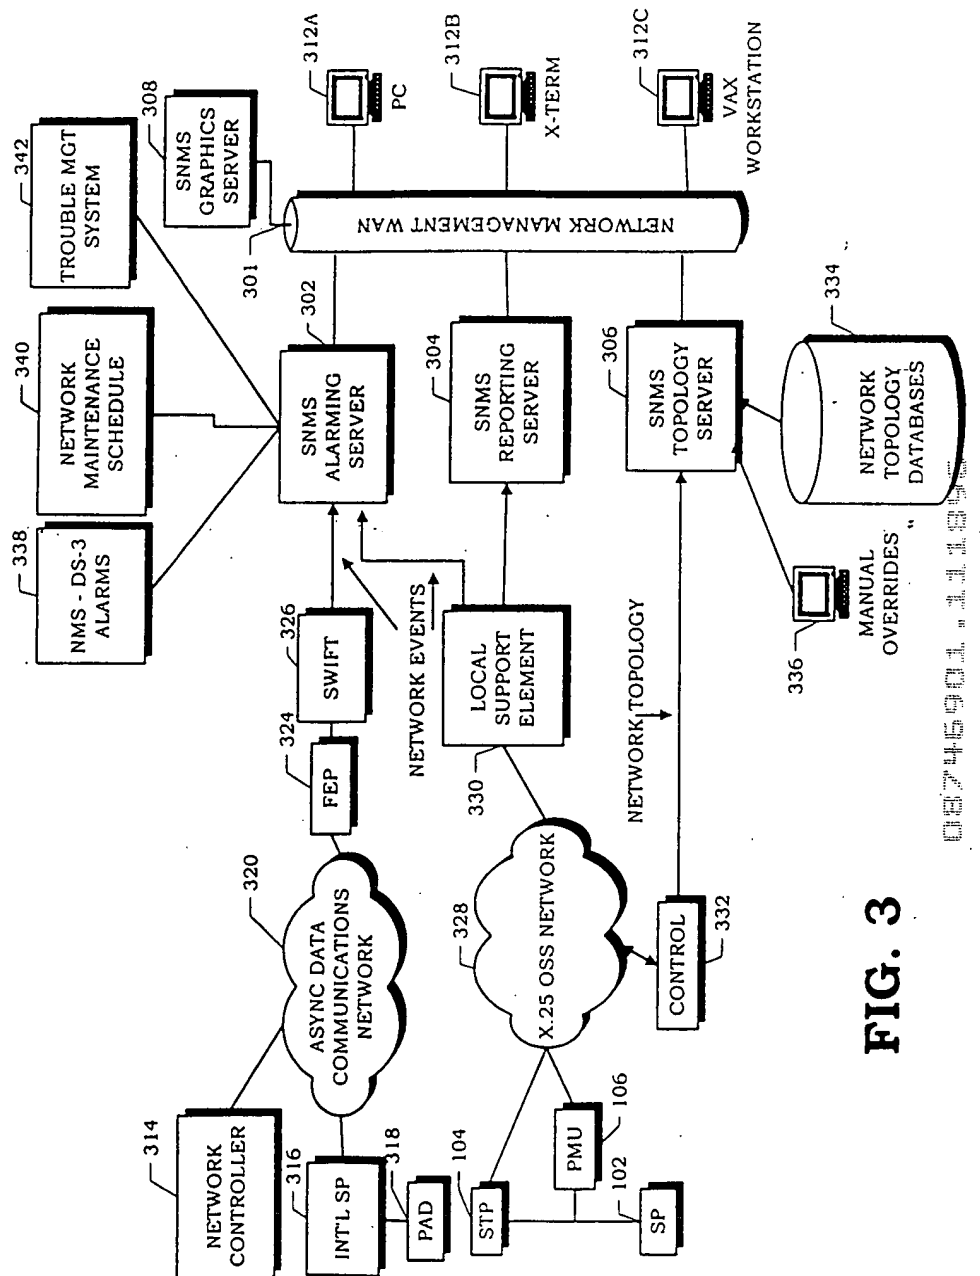 314
NETWORK
CONTROLLER
316
INT'L SP
318
PAD
320
ASYNC DATA
COMMUNICATIONS
NETWORK
324
FEP
326
SWIFT
338
NMS - DS-3
ALARMS
340
NETWORK
MAINTENANCE
SCHEDULE
342
TROUBLE MGT
SYSTEM
308
SNMS
GRAPHICS
SERVER
301
302
SNMS
ALARMING
SERVER
NETWORK MANAGEMENT WAN
312A
PC
312B
X-TERM
312C
VAX
WORKSTATION
NETWORK EVENTS
304
SNMS
REPORTING
SERVER
104
STP
106
PMU
102
SP
328
X.25 OSS NETWORK
330
LOCAL
SUPPORT
ELEMENT
CONTROL
332
NETWORK TOPOLOGY
306
SNMS
TOPOLOGY
SERVER
334
NETWORK
TOPOLOGY
DATABASES
336
MANUAL
OVERRIDES
FIG. 3